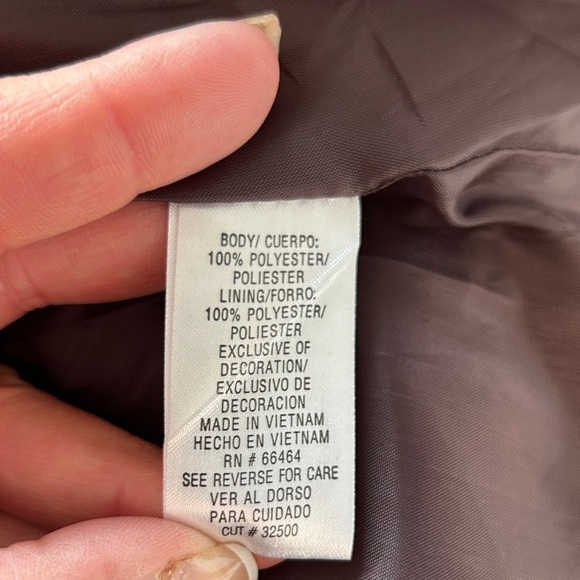 BODY/ CUERPO:
100% POLYESTER/
POLIESTER
LINING/FORRO:
100% POLYESTER/
POLIESTER
EXCLUSIVE OF
DECORATION/
EXCLUSIVO DE
DECORACION
MADE IN VIETNAM
HECHO EN VIETNAM
RN # 66464
SEE REVERSE FOR CARE
VER AL DORSO
PARA CUIDADO
CUT # 32500